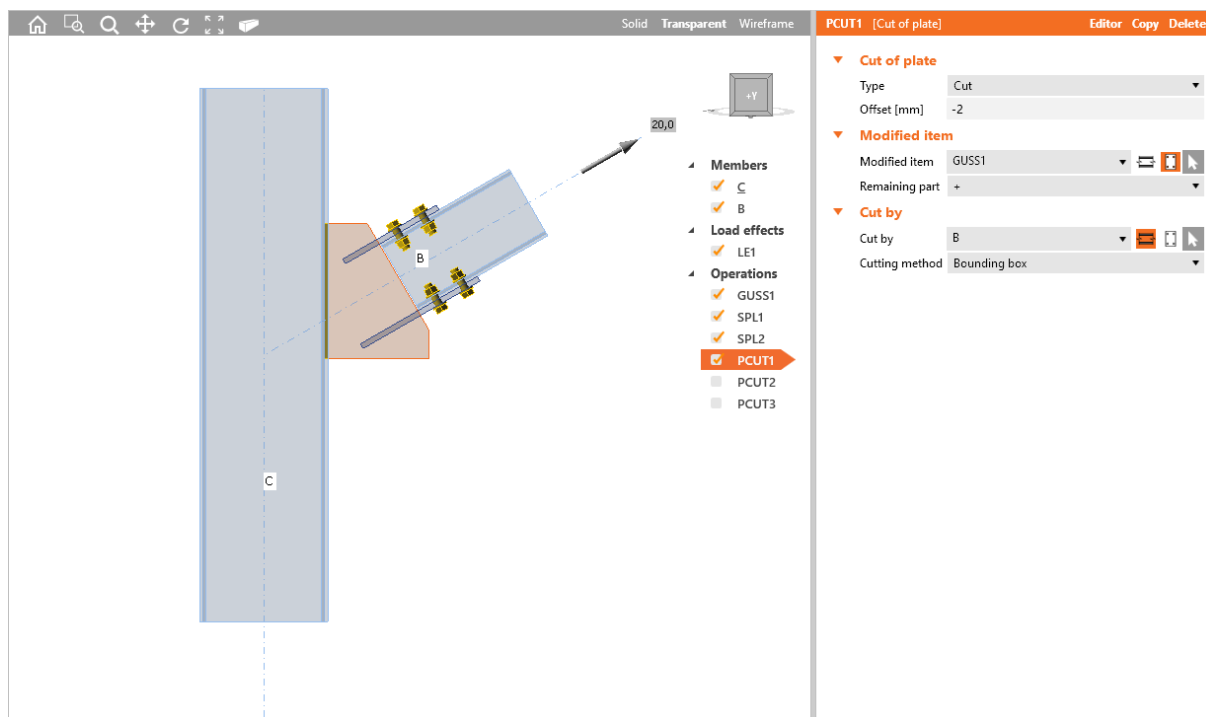 Solid Transparent Wireframe
PCUT1 [Cut of plate] Editor Copy Delete
+Y
20,0
B
C
Members
C
B
Load effects
LE1
Operations
GUSS1
SPL1
SPL2
PCUT1
PCUT2
PCUT3
Cut of plate
Type Cut
Offset [mm] -2
Modified item
Modified item GUSS1
Remaining part +
Cut by
Cut by B
Cutting method Bounding box